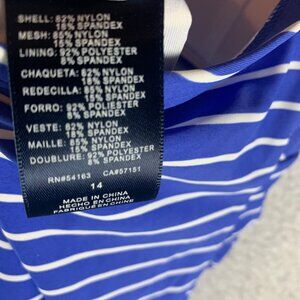 SHELL: 82% NYLON
18% SPANDEX
MESH: 85% NYLON
15% SPANDEX
LINING: 92% POLYESTER
8% SPANDEX
CHAQUETA: 82% NYLON
18% SPANDEX
REDECILLA: 85% NYLON
15% SPANDEX
FORRO: 92% POLYESTER
8% SPANDEX
VESTE: 82% NYLON
18% SPANDEX
MAILLE: 85% NYLON
15% SPANDEX
DOUBLURE: 92% POLYESTER
8% SPANDEX
RN#54163 CA#57151
14
MADE IN CHINA
HECHO EN CHINA
FABRIQUÉ EN CHINE